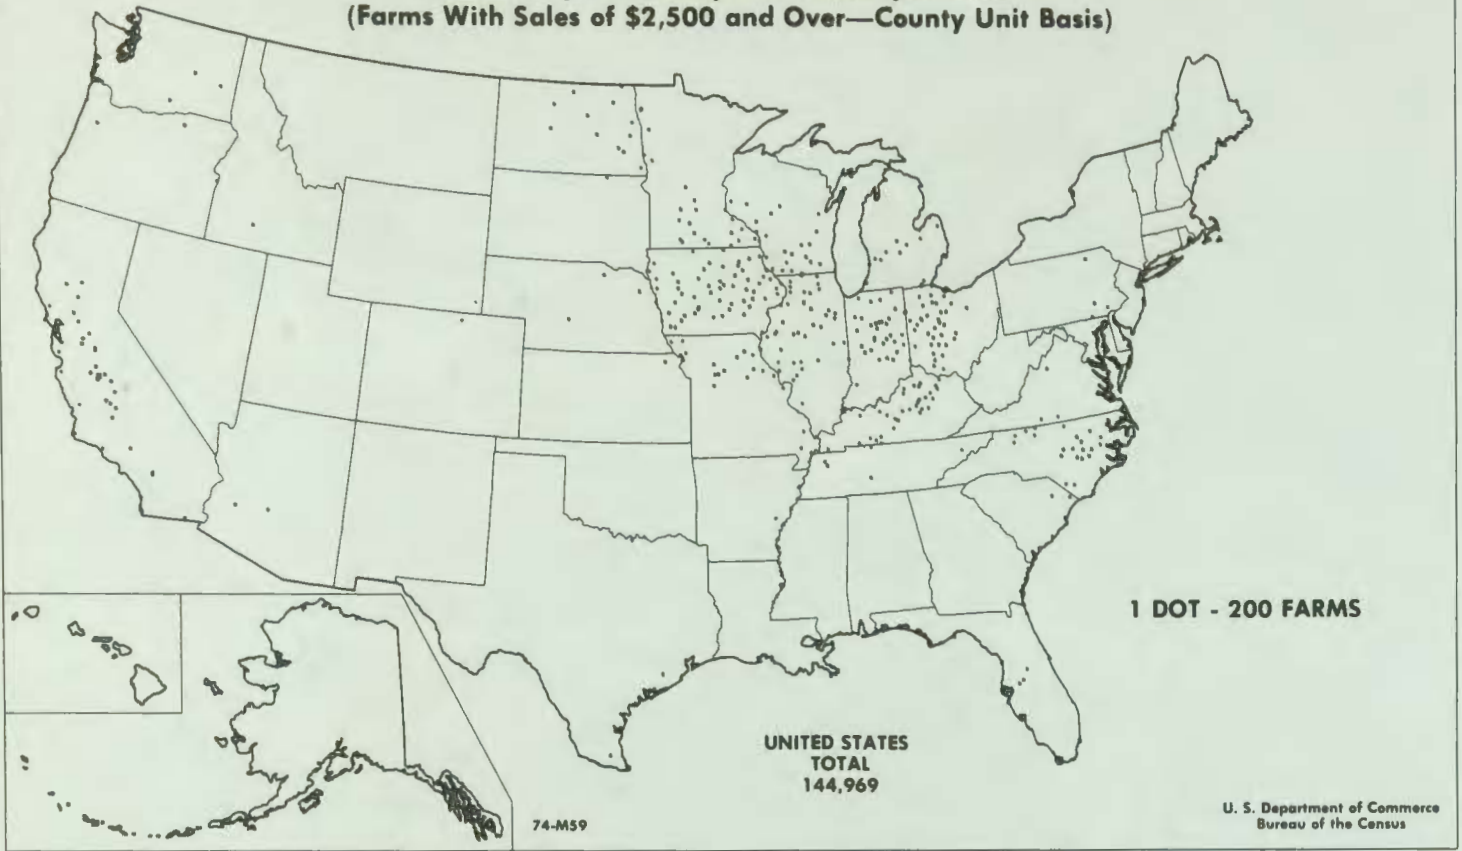 (Farms With Sales of $2,500 and Over—County Unit Basis)
1 DOT - 200 FARMS
UNITED STATES
TOTAL
144,969
74-M59
U. S. Department of Commerce
Bureau of the Census